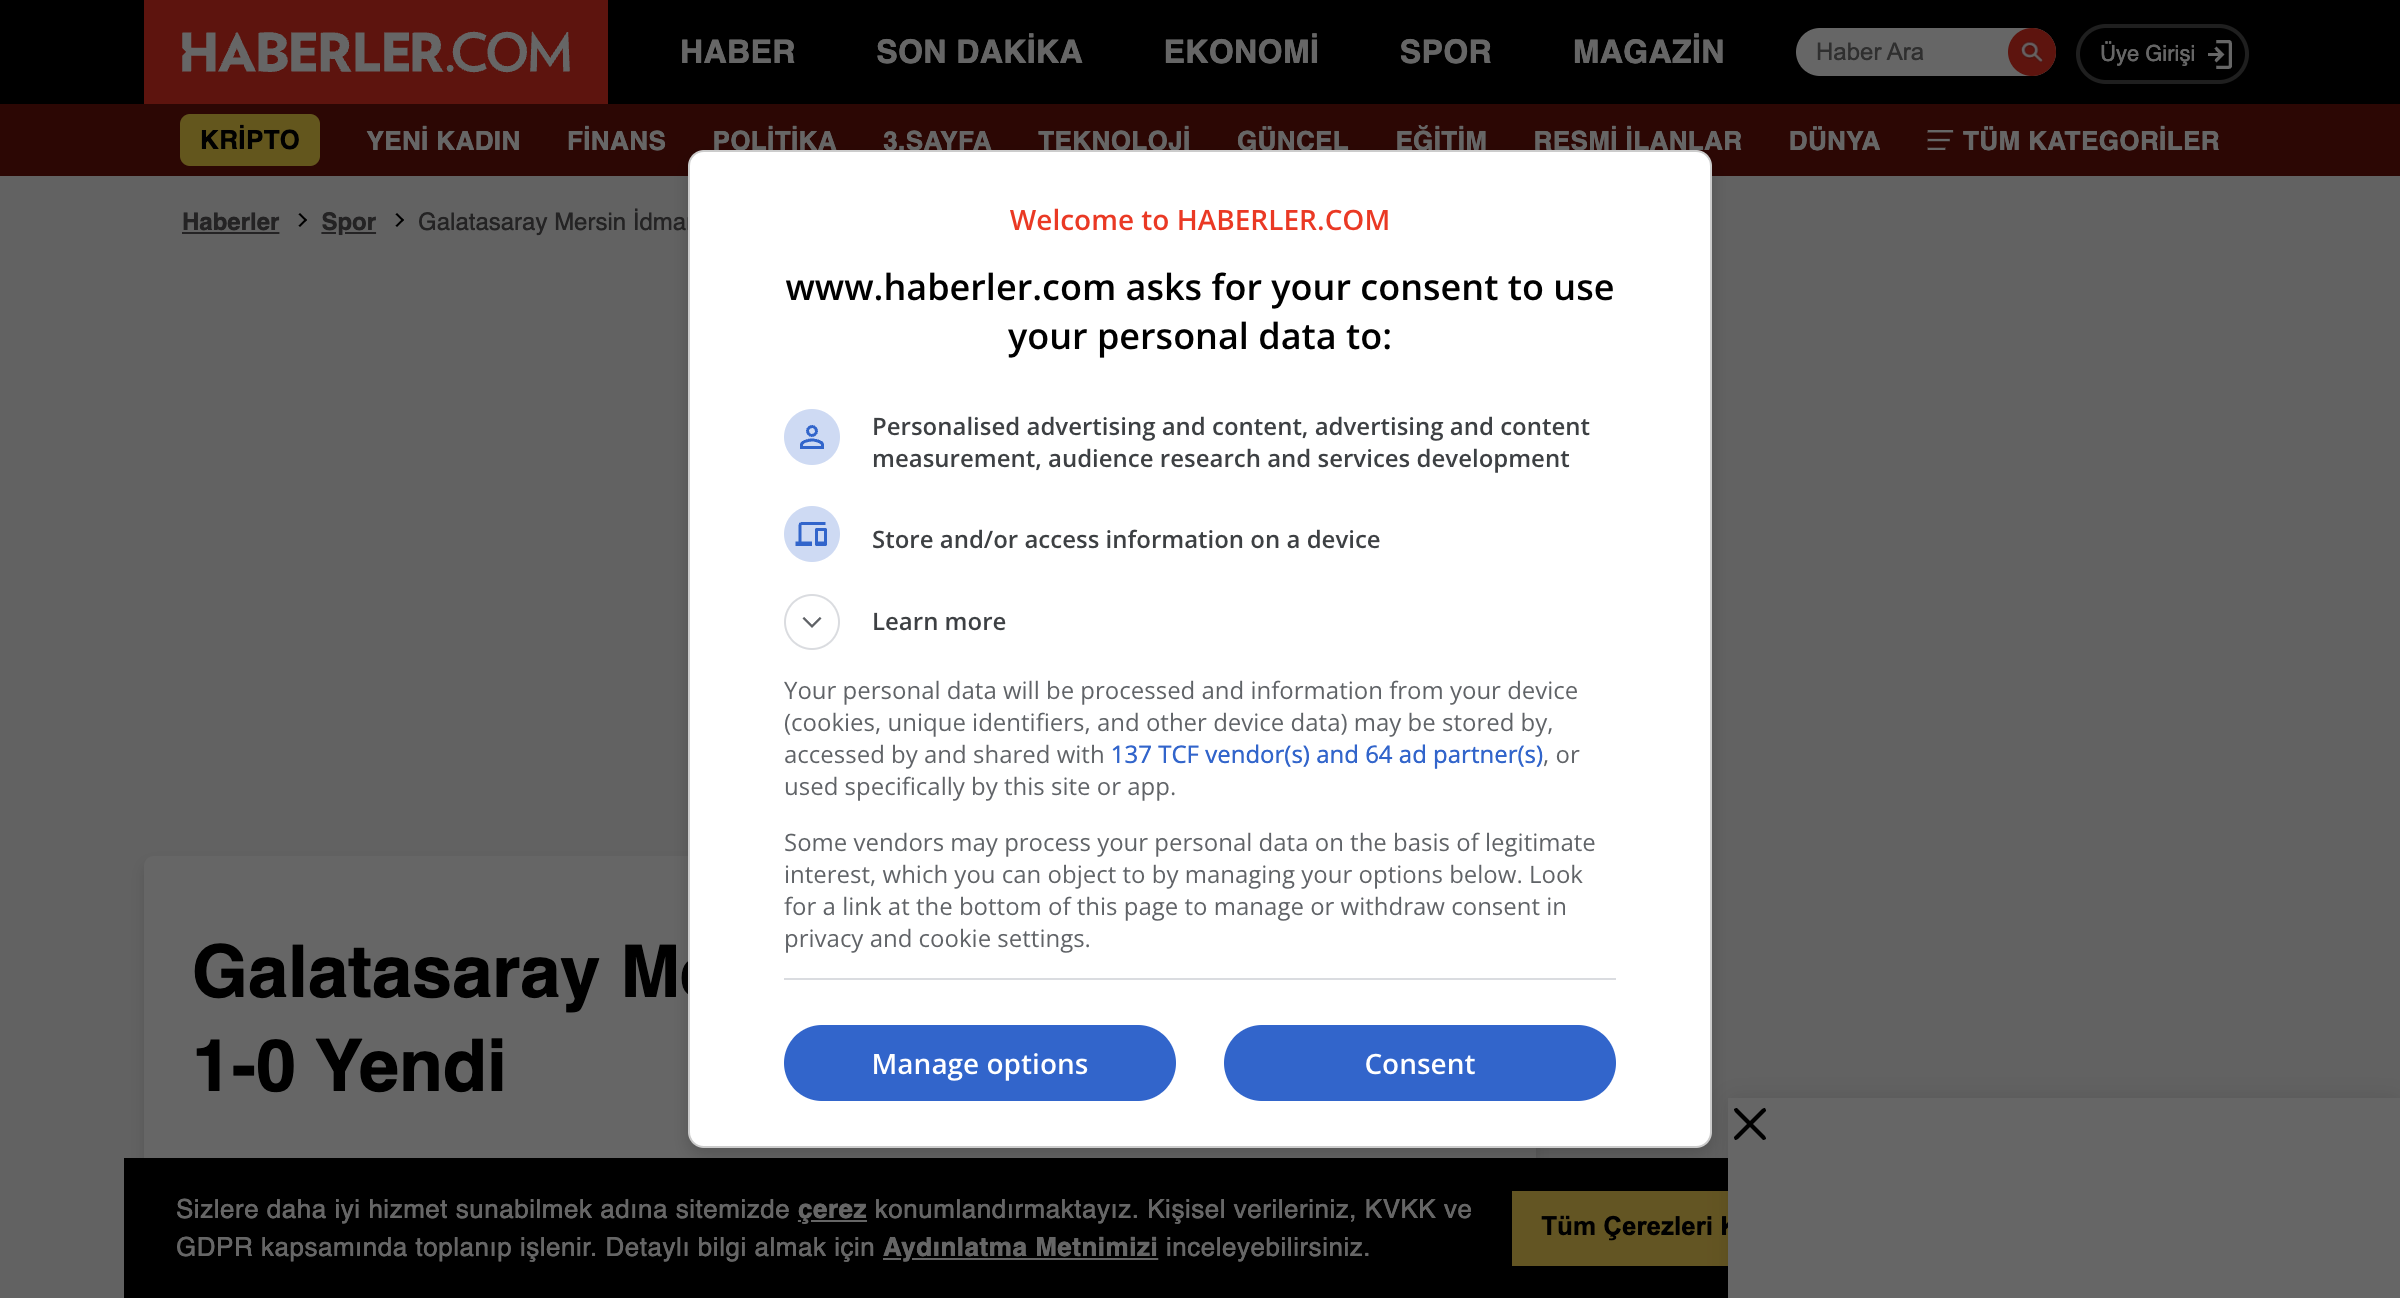 HABERLER.COM
HABER SON DAKİKA EKONOMİ SPOR MAGAZİN
Haber Ara
Üye Girişi
KRİPTO YENİ KADIN FİNANS POLİTİKA 3.SAYFA TEKNOLOJİ GÜNCEL EĞİTİM RESMİ İLANLAR DÜNYA TÜM KATEGORİLER
Haberler > Spor > Galatasaray Mersin
Welcome to HABERLER.COM
www.haberler.com asks for your consent to use
your personal data to:
Personalised advertising and content, advertising and content
measurement, audience research and services development
Store and/or access information on a device
Learn more
Your personal data will be processed and information from your device
(cookies, unique identifiers, and other device data) may be stored by,
accessed by and shared with 137 TCF vendor(s) and 64 ad partner(s), or
used specifically by this site or app.
Some vendors may process your personal data on the basis of legitimate
interest, which you can object to by managing your options below. Look
for a link at the bottom of this page to manage or withdraw consent in
privacy and cookie settings.
Manage options
Consent
Galatasaray
1-0 Yendi
Sizlere daha iyi hizmet sunabilmek adına sitemizde çerez konumlandırmaktayız. Kişisel verileriniz, KVKK ve
GDPR kapsamında toplanıp işlenir. Detaylı bilgi almak için Aydınlatma Metnimizi inceleyebilirsiniz.
Tüm Çerezleri